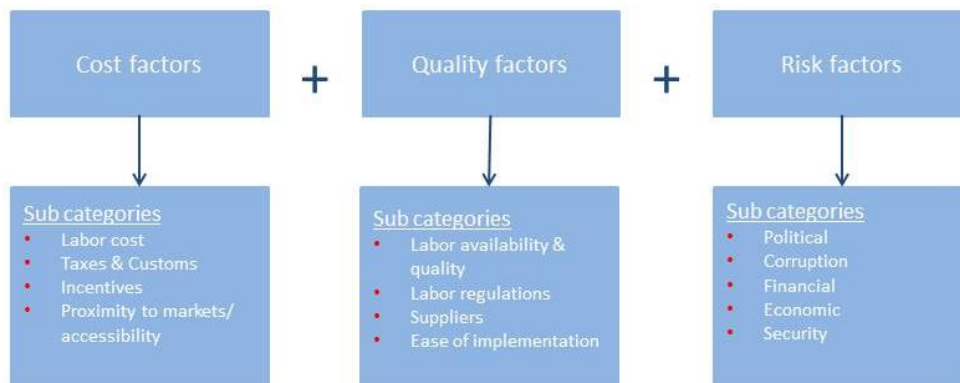 Cost factors
+
Quality factors
+
Risk factors
Sub categories
• Labor cost
• Taxes & Customs
• Incentives
• Proximity to markets/
accessibility
Sub categories
• Labor availability &
quality
• Labor regulations
• Suppliers
• Ease of implementation
Sub categories
• Political
• Corruption
• Financial
• Economic
• Security